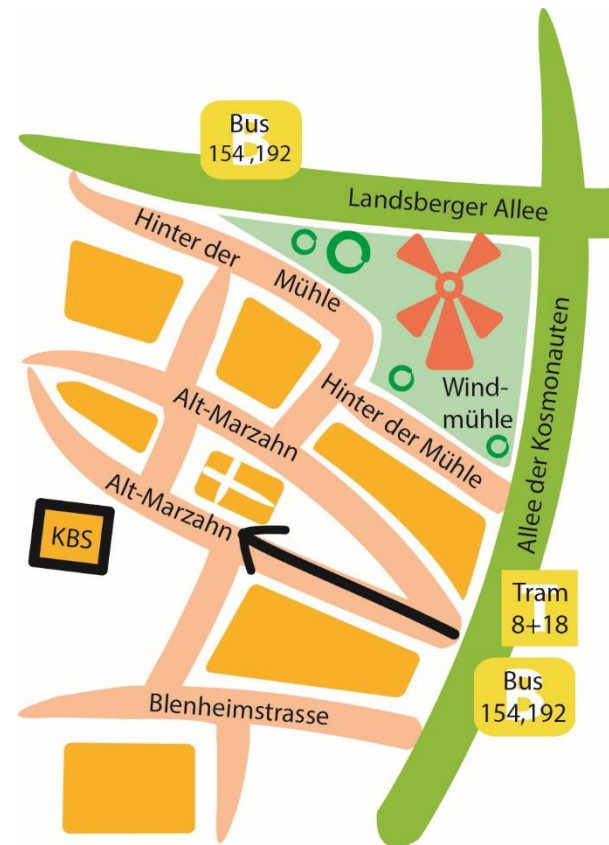 Bus
154 ,192
Landsberger Allee
Hinter der
Mühle
Wind-
mühle
Hinter der Mühle
Allee der Kosmonauten
Alt-Marzahn
Alt-Marzahn
KBS
Tram
8+18
Bus
154,192
Blenheimstrasse